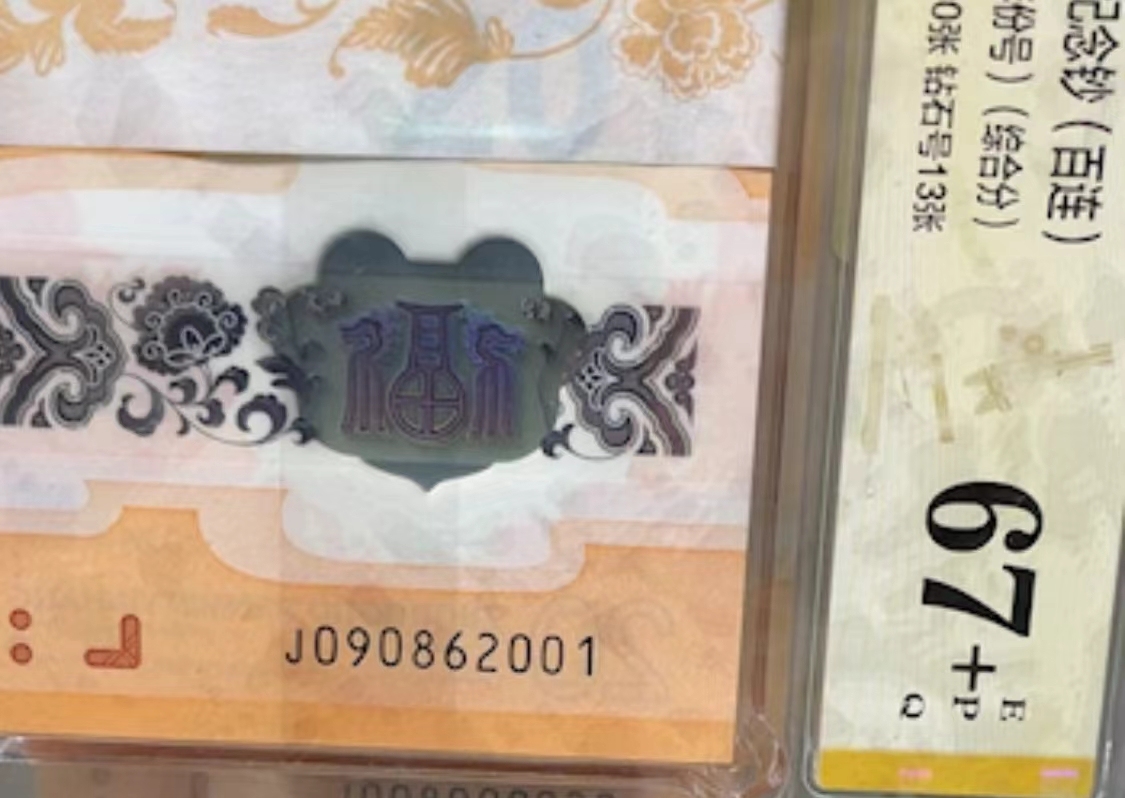 J090862001
纪念钞（百连）
份号）（综合分）
0张 钻石号13张
67+
E
P
Q